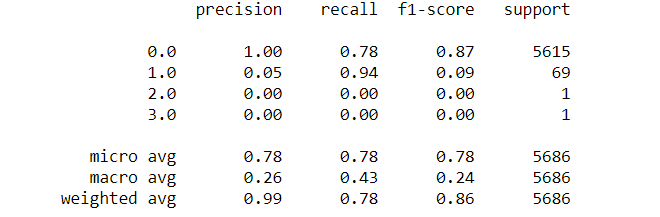 precision recall f1-score support
0.0 1.00 0.78 0.87 5615
1.0 0.05 0.94 0.09 69
2.0 0.00 0.00 0.00 1
3.0 0.00 0.00 0.00 1
micro avg 0.78 0.78 0.78 5686
macro avg 0.26 0.43 0.24 5686
weighted avg 0.99 0.78 0.86 5686